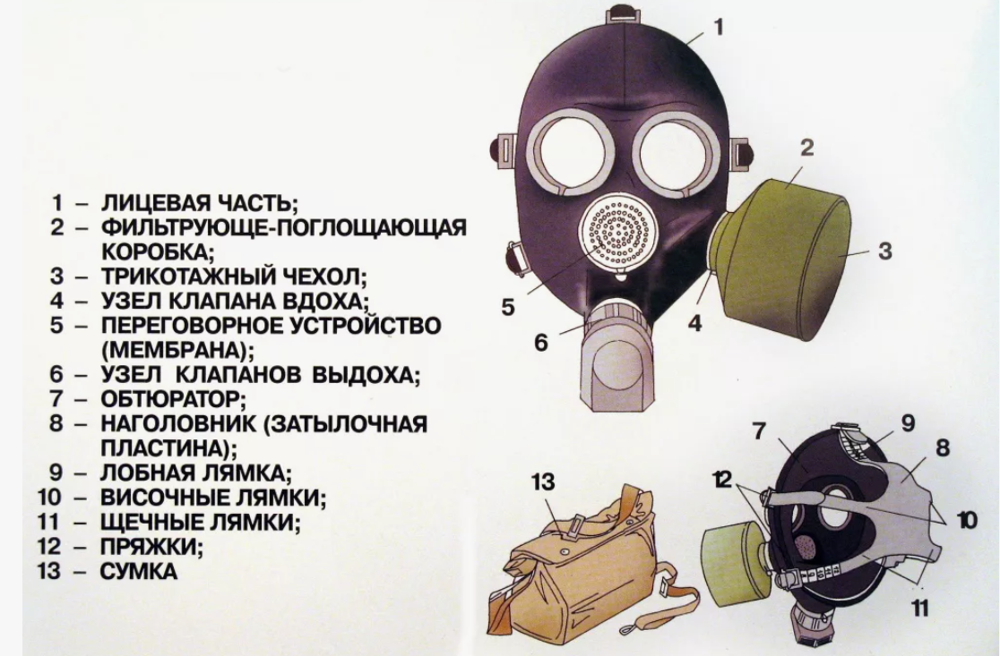 1 – ЛИЦЕВАЯ ЧАСТЬ;
2 – ФИЛЬТРУЮЩЕ-ПОГЛОЩАЮЩАЯ
КОРОБКА;
3 – ТРИКОТАЖНЫЙ ЧЕХОЛ;
4 – УЗЕЛ КЛАПАНА ВДОХА;
5 – ПЕРЕГОВОРНОЕ УСТРОЙСТВО
(МЕМБРАНА);
6 – УЗЕЛ КЛАПАНОВ ВЫДОХА;
7 – ОБТЮРАТОР;
8 – НАГОЛОВНИК (ЗАТЫЛОЧНАЯ
ПЛАСТИНА);
9 – ЛОБНАЯ ЛЯМКА;
10 – ВИСОЧНЫЕ ЛЯМКИ;
11 – ЩЕЧНЫЕ ЛЯМКИ;
12 – ПРЯЖКИ;
13 – СУМКА
1
2
3
4
5
6
7
9
8
13
12
10
11